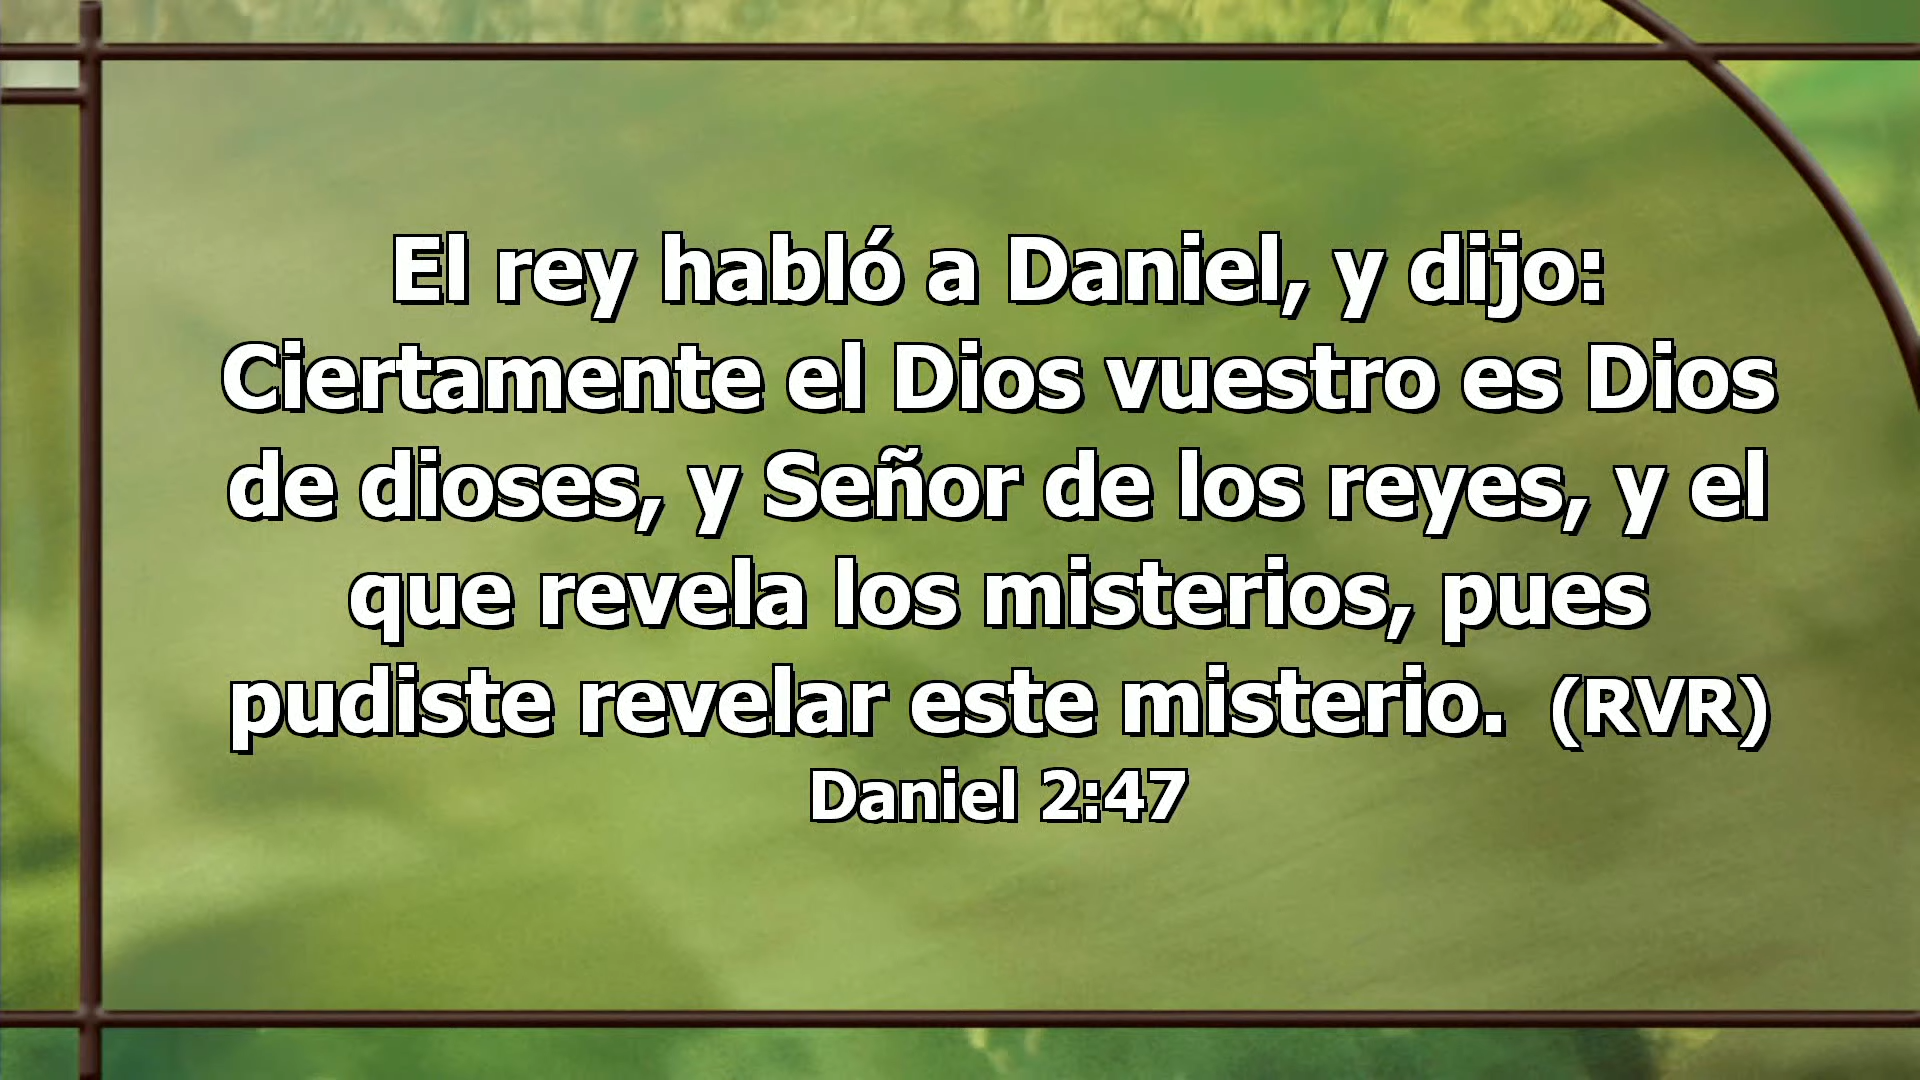 El rey habló a Daniel, y dijo:
Ciertamente el Dios vuestro es Dios
de dioses, y Señor de los reyes, y el
que revela los misterios, pues
pudiste revelar este misterio. (RVR)
Daniel 2:47